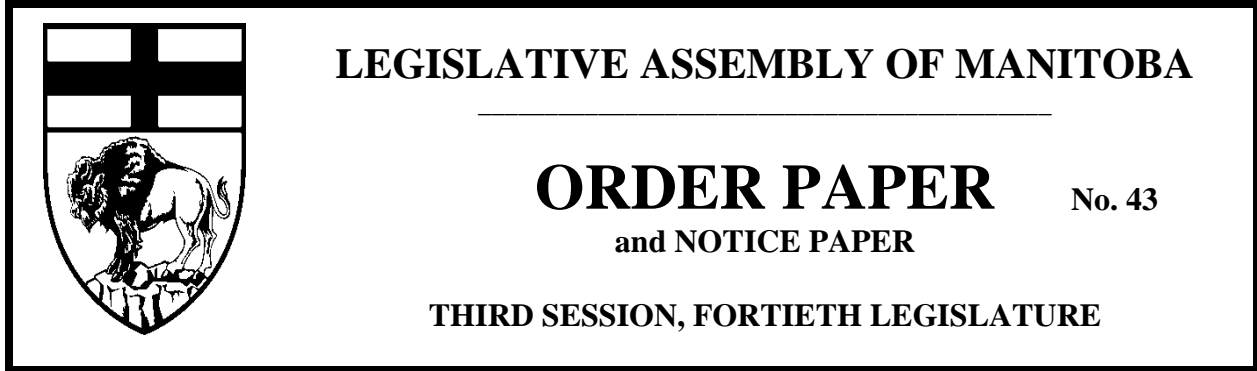 LEGISLATIVE ASSEMBLY OF MANITOBA
ORDER PAPER No. 43
and NOTICE PAPER
THIRD SESSION, FORTIETH LEGISLATURE